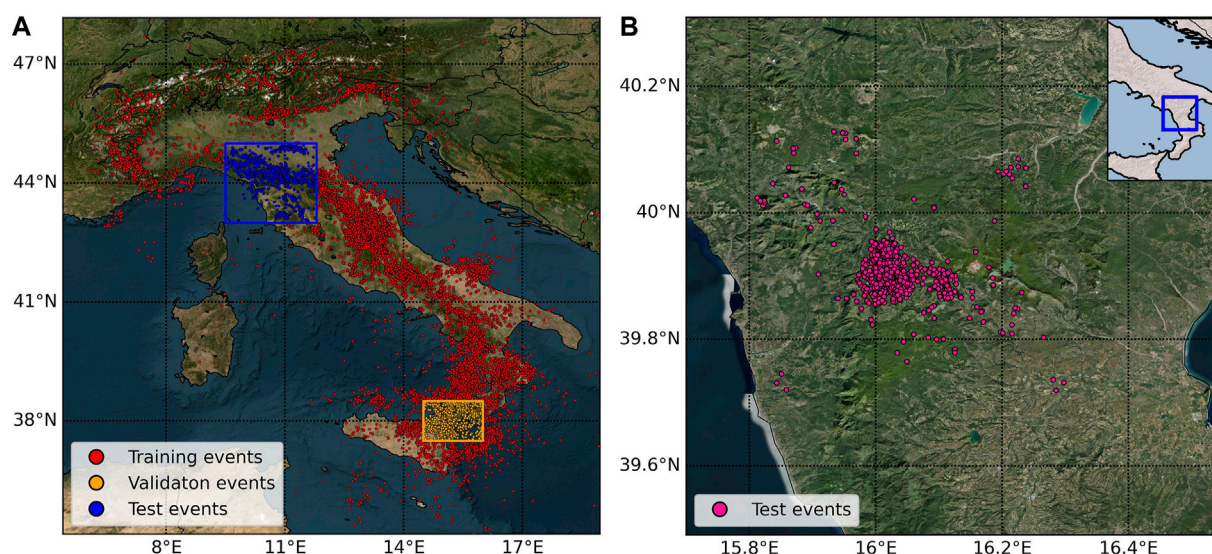 A
47°N
44°N
41°N
38°N
8°E
11°E
14°E
17°E
Training events
Validaton events
Test events
B
40.2°N
40°N
39.8°N
39.6°N
15.8°E
16°E
16.2°E
16.4°E
Test events